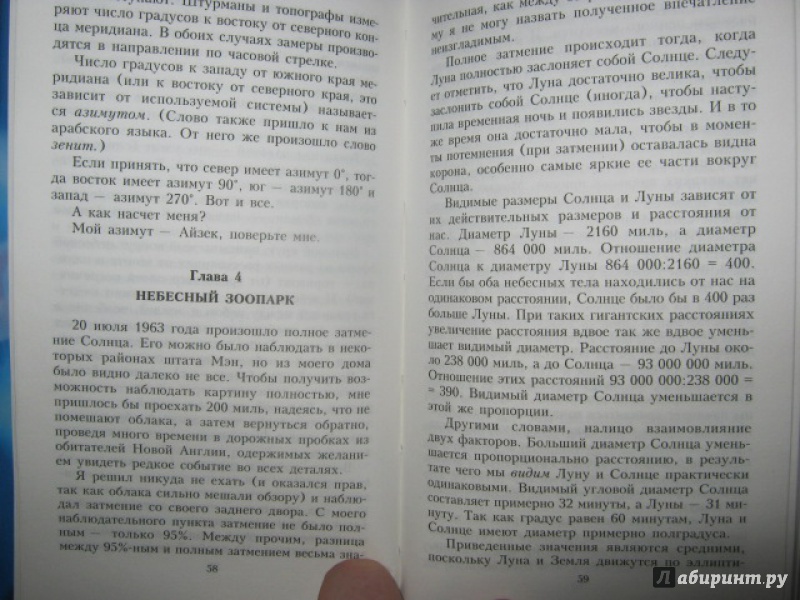 Штурманы и топографы изме-
ряют число градусов к востоку от северного кон-
ца меридиана. В обоих случаях замеры произво-
дятся в направлении по часовой стрелке.
Число градусов к западу от южного края ме-
ридиана (или к востоку от северного края, это
зависит от используемой системы) называет-
ся азимутом. (Слово также пришло к нам из
арабского языка. От него же произошло слово
зенит.)
Если принять, что север имеет азимут 0°, тог-
да восток имеет азимут 90°, юг — азимут 180° и
запад — азимут 270°. Вот и все.
А как насчет меня?
Мой азимут — Айзек, поверьте мне.
Глава 4
НЕБЕСНЫЙ ЗООПАРК
20 июля 1963 года произошло полное затме-
ние Солнца. Его можно было наблюдать в неко-
торых районах штата Мэн, но из моего дома
было видно далеко не все. Чтобы получить воз-
можность наблюдать картину полностью, мне
пришлось бы проехать 200 миль, надеясь, что не
помешают облака, а затем вернуться обратно,
проведя много времени в дорожных пробках из
обитателей Новой Англии, одержимых желани-
ем увидеть редкое событие во всех деталях.
Я решил никуда не ехать (и оказался прав,
так как облака сильно мешали обзору) и наблю-
дал затмение со своего заднего двора. С моего
наблюдательного пункта затмение не было пол-
ным — только 95%. Между прочим, разница
между 95%-ным и полным затмением весьма зна-
58
чительная, как между
му я не могу назвать полученное впечатление
неизгладимым.
Полное затмение происходит тогда, когда
Луна полностью заслоняет собой Солнце. Следу-
ет отметить, что Луна достаточно велика, чтобы
заслонить собой Солнце (иногда), чтобы насту-
пила временная ночь и появились звезды. И в то
же время она достаточно мала, чтобы в момен-
ты потемнения (при затмении) оставалась видна
корона, особенно самые яркие ее части вокруг
Солнца.
Видимые размеры Солнца и Луны зависят от
их действительных размеров и расстояния от
нас. Диаметр Луны — 2160 миль, а диаметр
Солнца — 864 000 миль. Отношение диаметра
Солнца к диаметру Луны 864 000:2160 = 400.
Если бы оба небесных тела находились от нас на
одинаковом расстоянии, Солнце было бы в 400 раз
больше Луны. При таких гигантских расстояниях
увеличение расстояния вдвое так же вдвое умень-
шает видимый диаметр. Расстояние до Луны око-
ло 238 000 миль, а до Солнца — 93 000 000 миль.
Отношение этих расстояний 93 000 000:238 000 =
= 390. Видимый диаметр Солнца уменьшается в
этой же пропорции.
Другими словами, налицо взаимовлияние
двух факторов. Больший диаметр Солнца умень-
шается пропорционально расстоянию, в резуль-
тате чего мы видим Луну и Солнце практически
одинаковыми. Видимый угловой диаметр Солнца
составляет примерно 32 минуты, а Луны — 31 ми-
нуту. Так как градус равен 60 минутам, Луна и
Солнце имеют диаметр примерно полградуса.
Приведенные значения являются средними,
поскольку Луна и Земля движутся по эллипти-
59
Лабиринт.ру